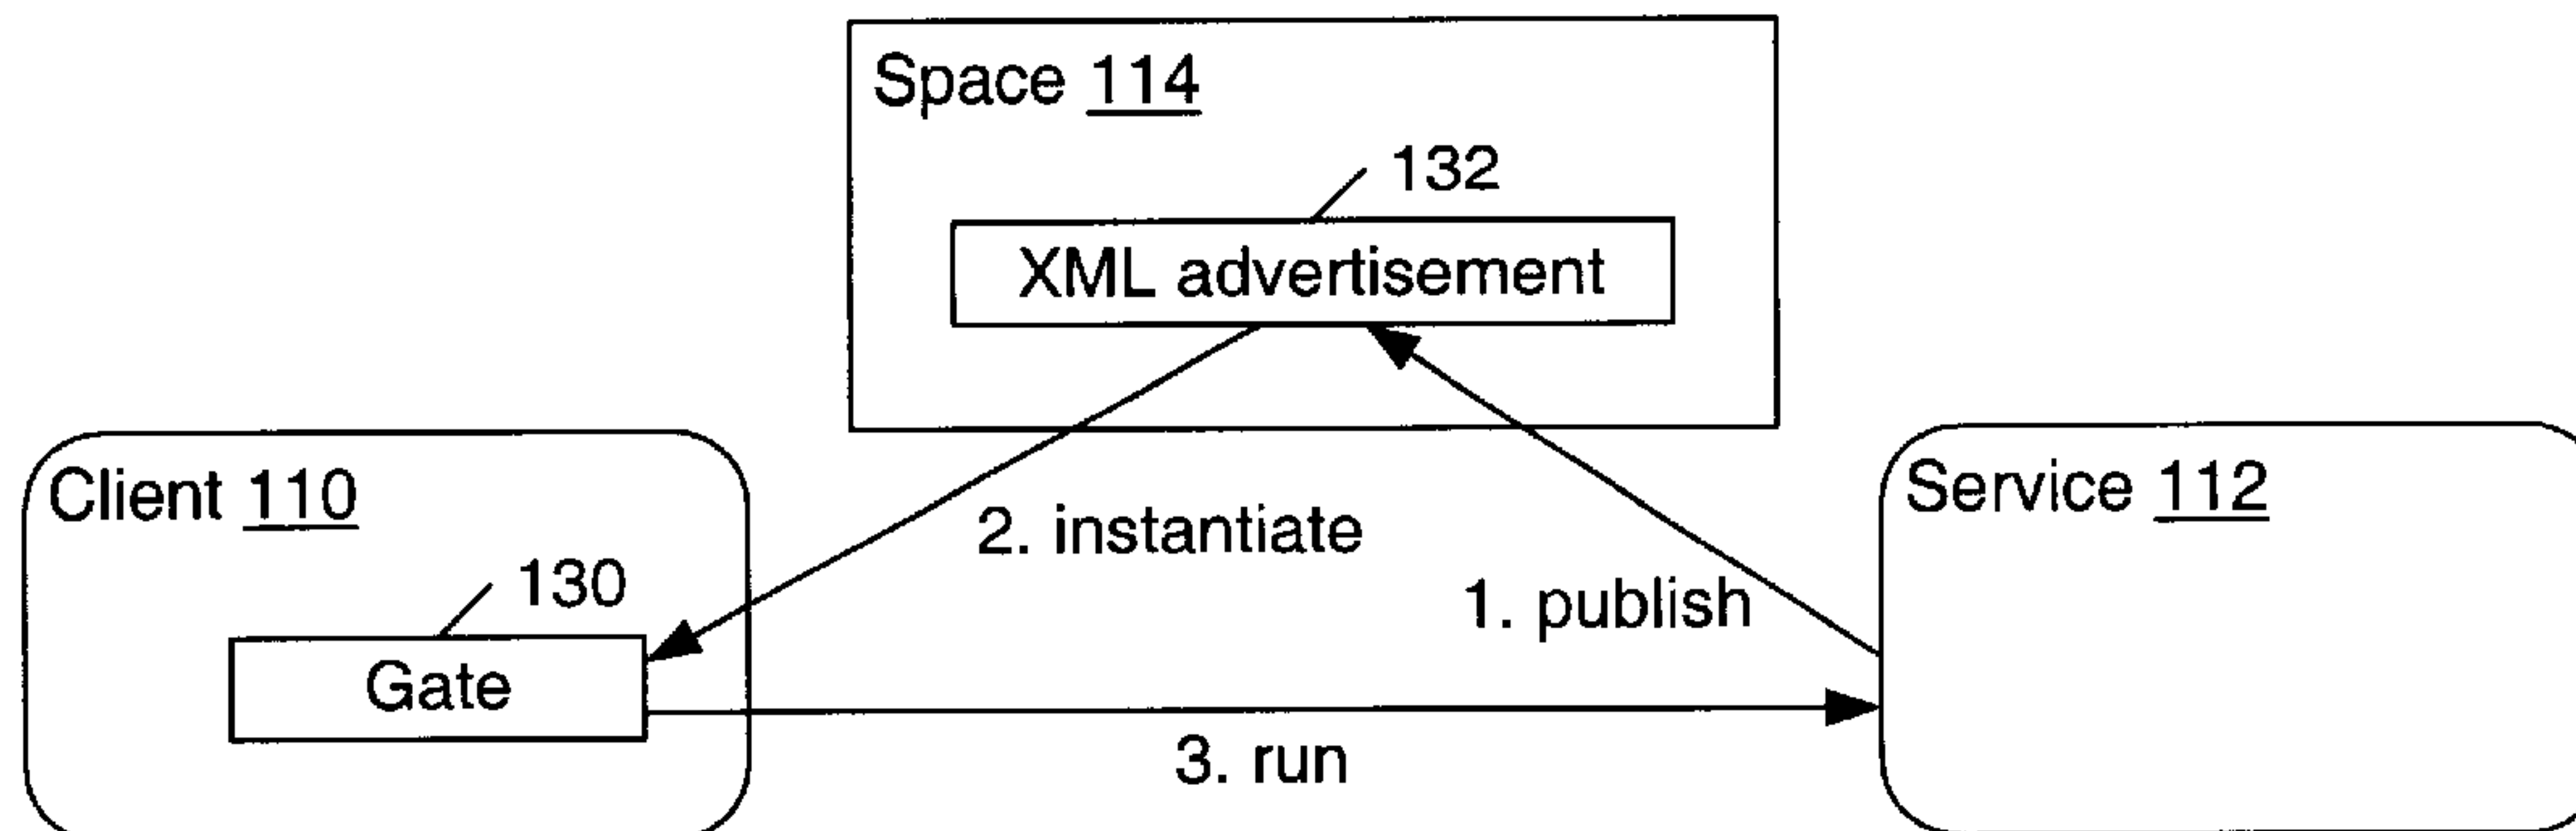 Space 114
132
XML advertisement
Client 110
Service 112
2. instantiate
130
1. publish
Gate
3. run